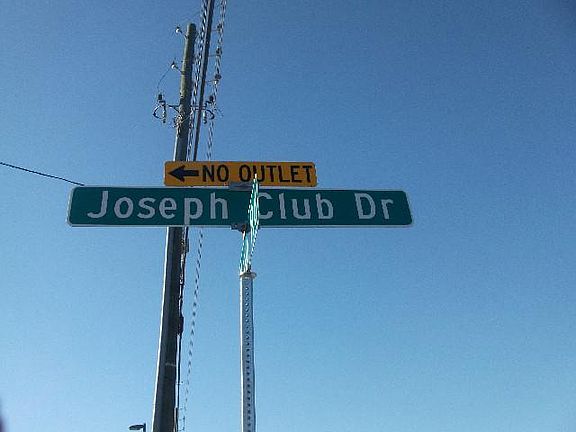 NO OUTLET
Joseph Club Dr